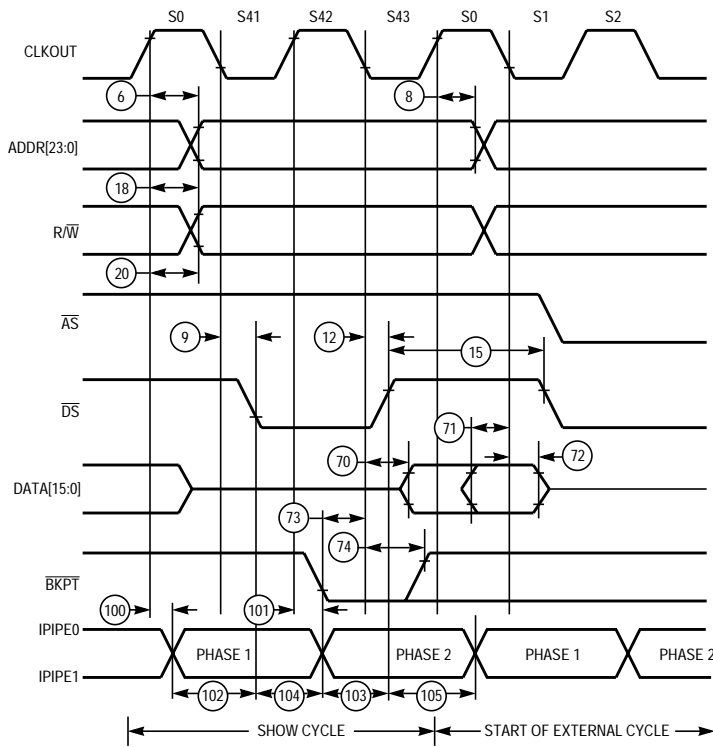 S0 S41 S42 S43 S0 S1 S2
CLKOUT
6 8
ADDR[23:0]
18
R/W
20
AS
9 12 15
DS
71
70 72
DATA[15:0]
73
74
BKPT
100 101
IPIPE0
PHASE 1 PHASE 2 PHASE 1 PHASE 2
IPIPE1
102 104 103 105
SHOW CYCLE START OF EXTERNAL CYCLE